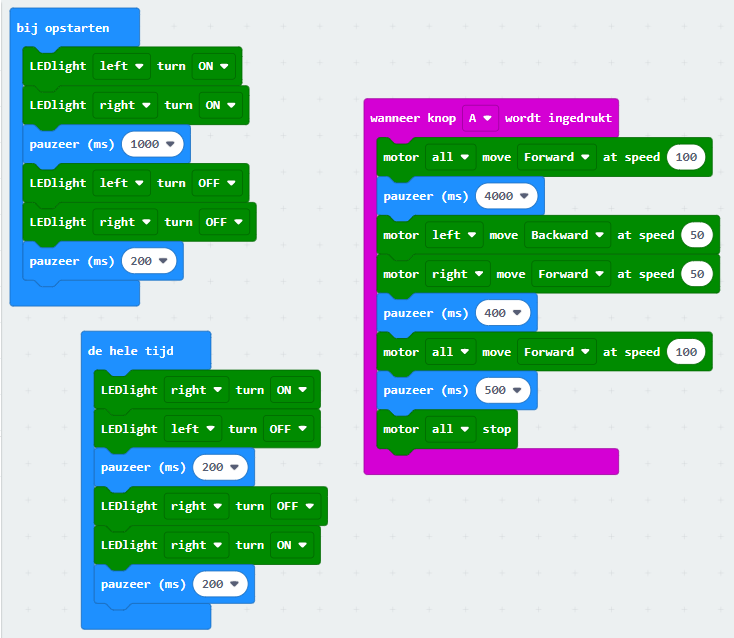 bij opstarten
LEDlight left turn ON
LEDlight right turn ON
pauzeer (ms) 1000
LEDlight left turn OFF
LEDlight right turn OFF
pauzeer (ms) 200
wanneer knop A wordt ingedrukt
motor all move Forward at speed 100
pauzeer (ms) 4000
motor left move Backward at speed 50
motor right move Forward at speed 50
pauzeer (ms) 400
motor all move Forward at speed 100
pauzeer (ms) 500
motor all stop
de hele tijd
LEDlight right turn ON
LEDlight left turn OFF
pauzeer (ms) 200
LEDlight right turn OFF
LEDlight right turn ON
pauzeer (ms) 200